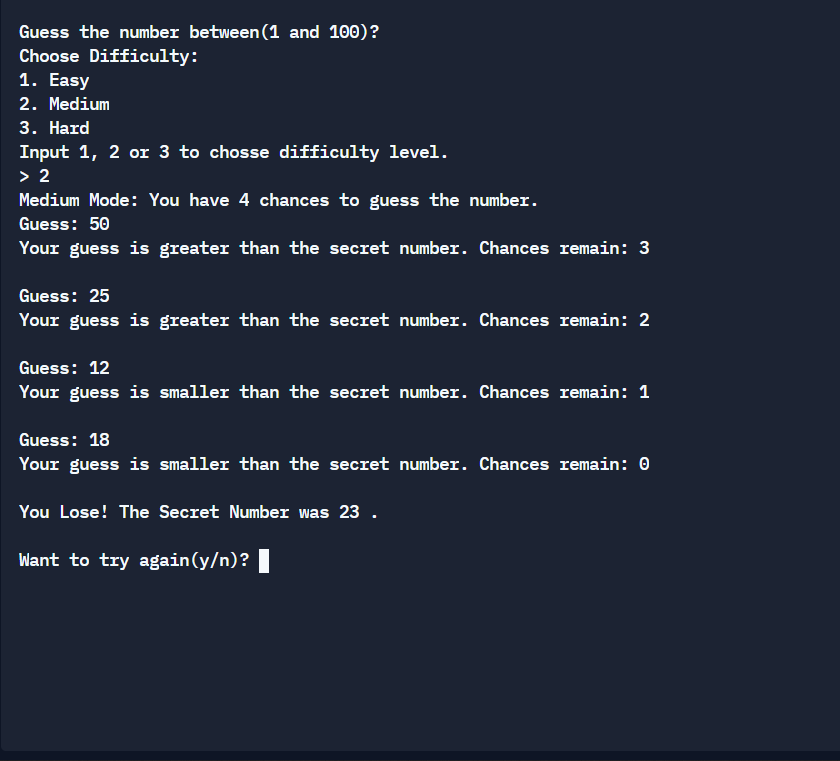 Guess the number between(1 and 100)?
Choose Difficulty:
1. Easy
2. Medium
3. Hard
Input 1, 2 or 3 to chosse difficulty level.
> 2
Medium Mode: You have 4 chances to guess the number.
Guess: 50
Your guess is greater than the secret number. Chances remain: 3
Guess: 25
Your guess is greater than the secret number. Chances remain: 2
Guess: 12
Your guess is smaller than the secret number. Chances remain: 1
Guess: 18
Your guess is smaller than the secret number. Chances remain: 0
You Lose! The Secret Number was 23 .
Want to try again(y/n)?